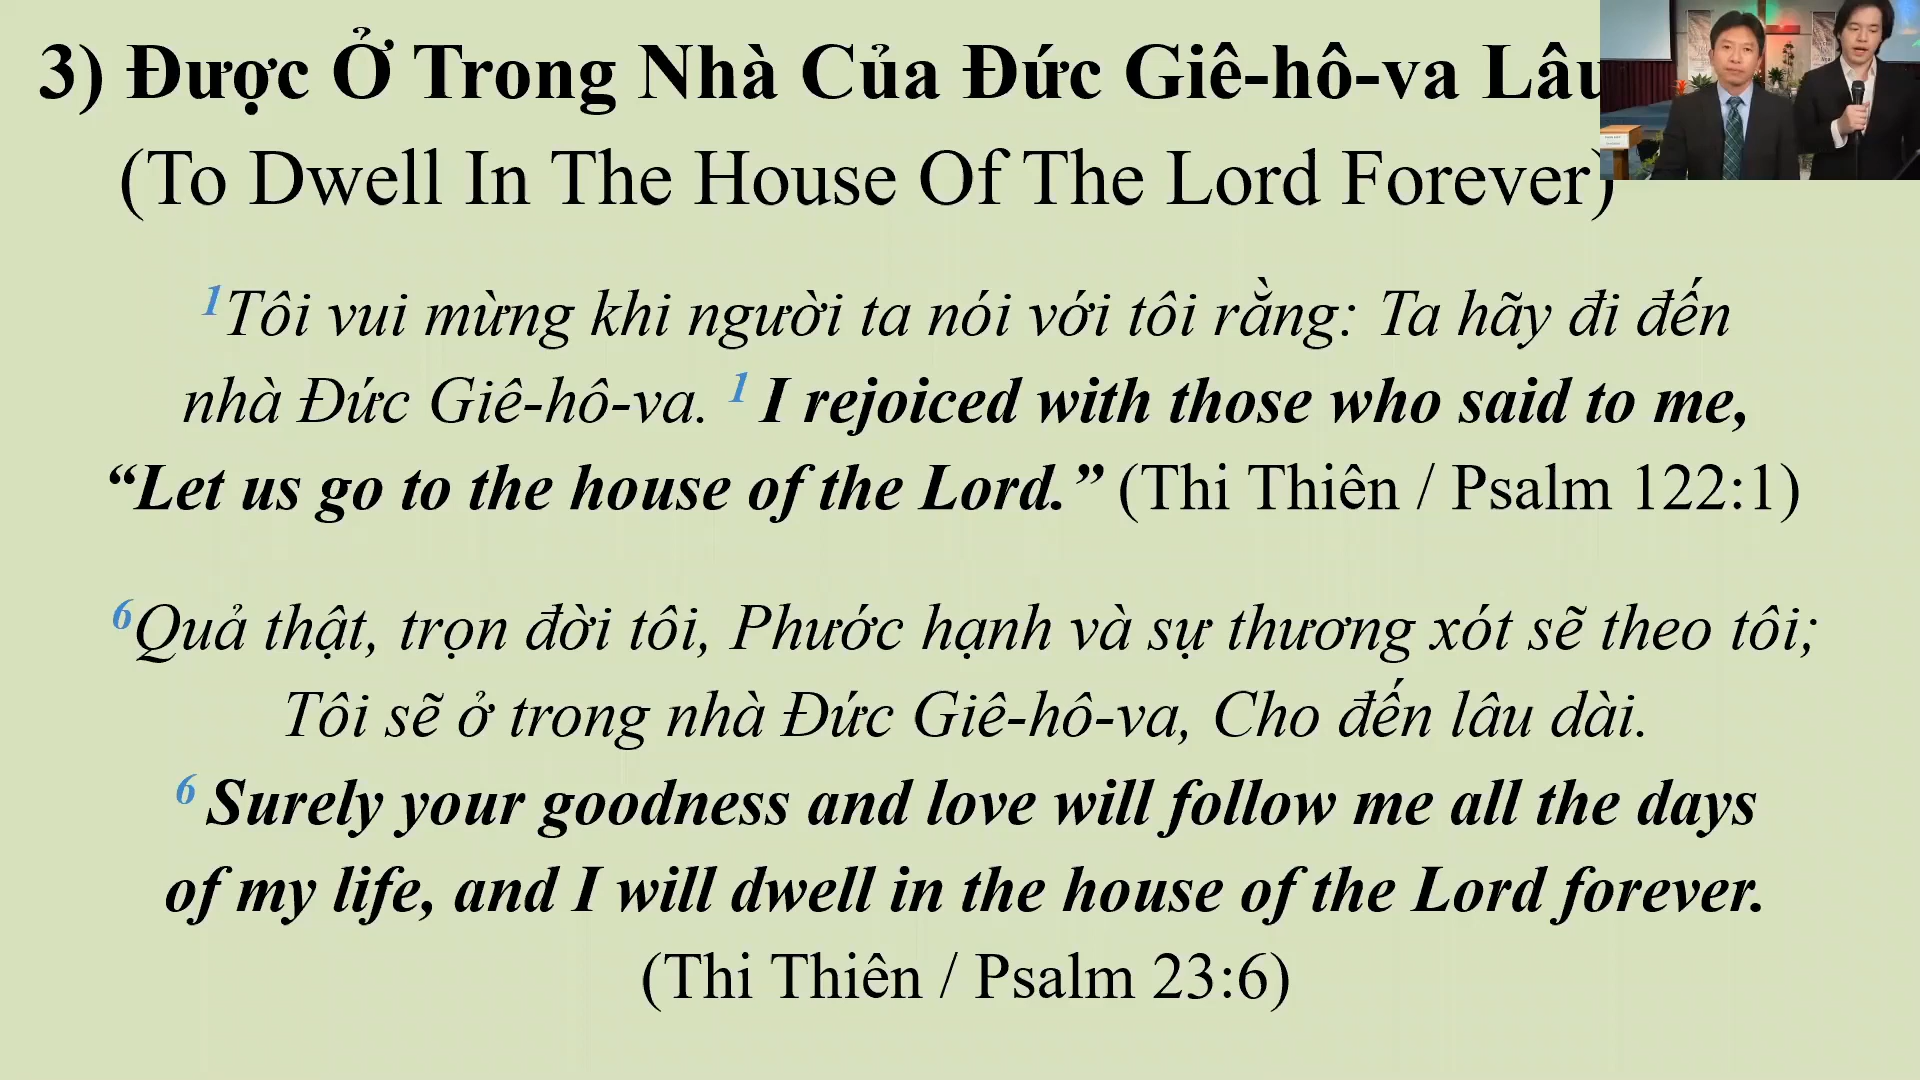 3) Được Ở Trong Nhà Của Đức Giê-hô-va Lâu
(To Dwell In The House Of The Lord Forever)
1Tôi vui mừng khi người ta nói với tôi rằng: Ta hãy đi đến
nhà Đức Giê-hô-va. 1 I rejoiced with those who said to me,
“Let us go to the house of the Lord.” (Thi Thiên / Psalm 122:1)
6Quả thật, trọn đời tôi, Phước hạnh và sự thương xót sẽ theo tôi;
Tôi sẽ ở trong nhà Đức Giê-hô-va, Cho đến lâu dài.
6 Surely your goodness and love will follow me all the days
of my life, and I will dwell in the house of the Lord forever.
(Thi Thiên / Psalm 23:6)